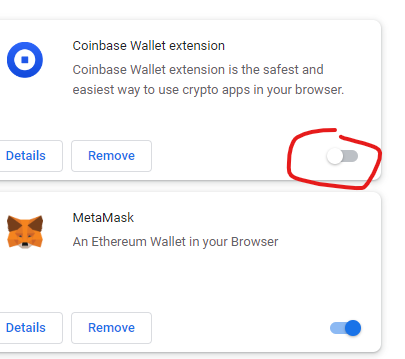 Coinbase Wallet extension
Coinbase Wallet extension is the safest and
easiest way to use crypto apps in your browser.
Details
Remove
MetaMask
An Ethereum Wallet in your Browser
Details
Remove